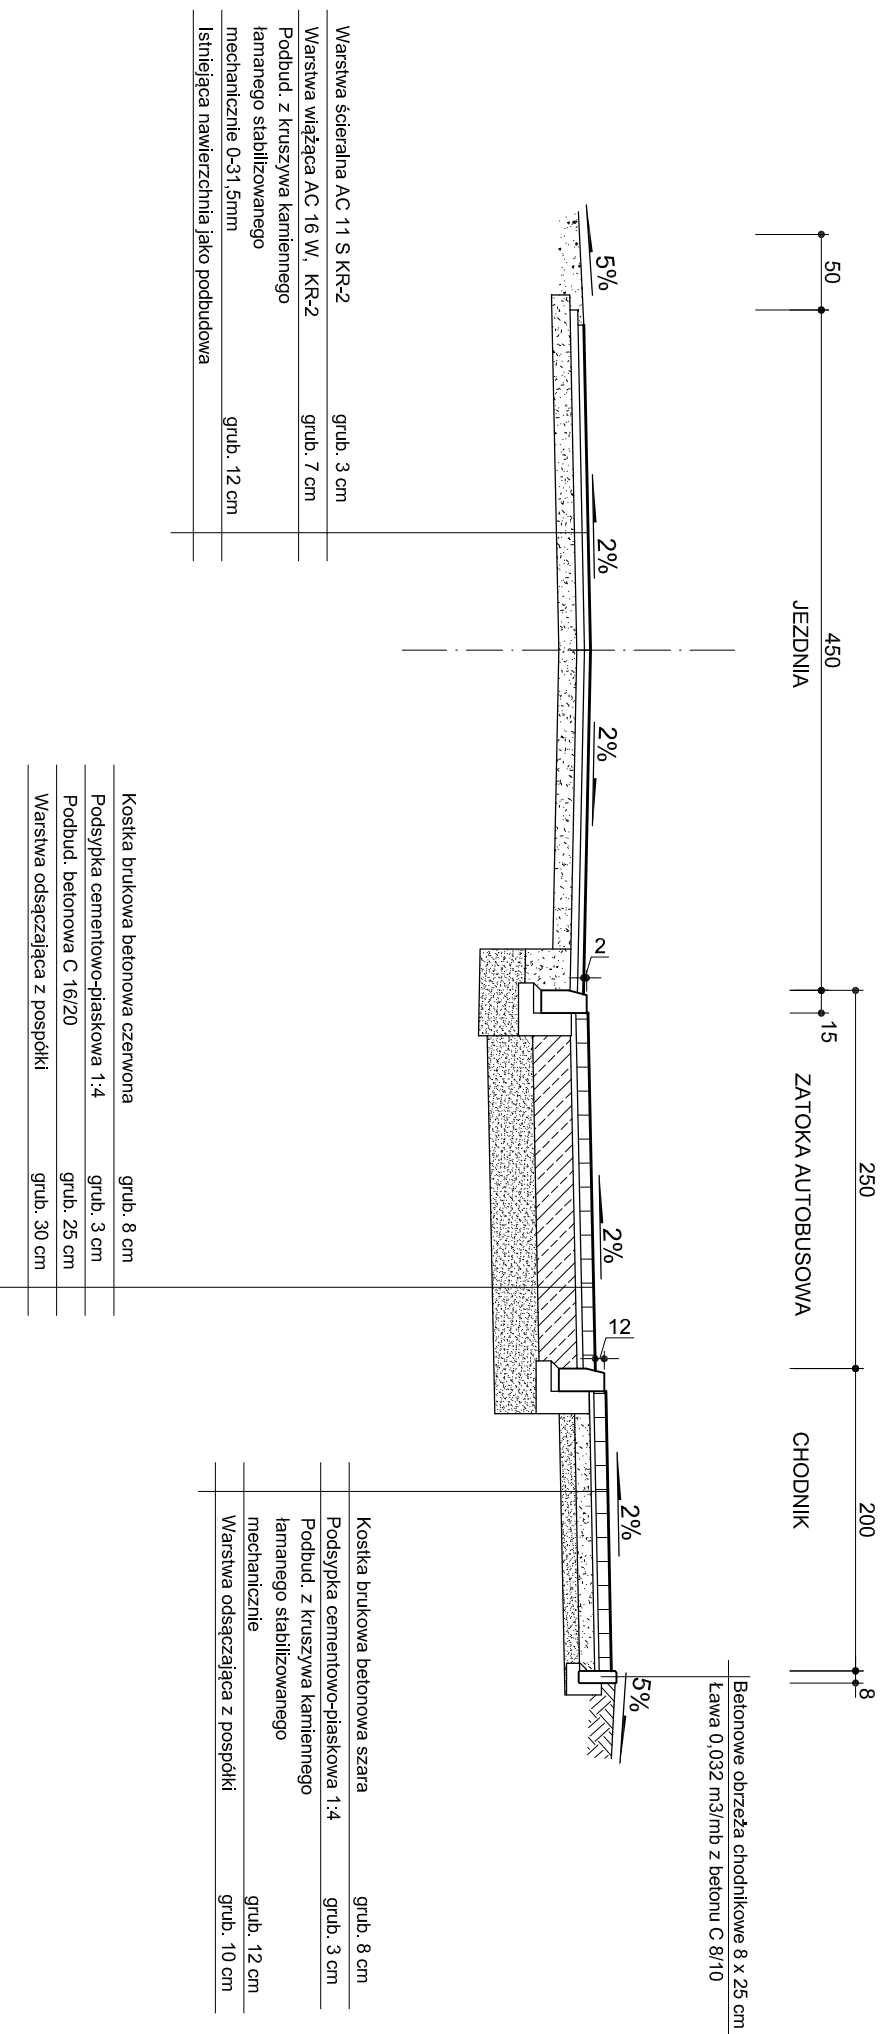 50
450
15
250
200
8
JEZDNIA
ZATOKA AUTOBUSOWA
CHODNIK
Betonowe obrzeża chodnikowe 8 x 25 cm
Ława 0,032 m3/mb z betonu C 8/10
5%
2%
2%
2
2%
12
2%
5%
Warstwa ścieralna AC 11 S KR-2 grub. 3 cm
Warstwa wiążąca AC 16 W, KR-2 grub. 7 cm
Podbud. z kruszywa kamiennego
łamanego stabilizowanego
mechanicznie 0-31,5mm grub. 12 cm
Istniejąca nawierzchnia jako podbudowa
Kostka brukowa betonowa czerwona grub. 8 cm
Podsypka cementowo-piaskowa 1:4 grub. 3 cm
Podbud. betonowa C 16/20 grub. 25 cm
Warstwa odsączająca z pospółki grub. 30 cm
Kostka brukowa betonowa szara grub. 8 cm
Podsypka cementowo-piaskowa 1:4 grub. 3 cm
Podbud. z kruszywa kamiennego
łamanego stabilizowanego
mechanicznie grub. 12 cm
Warstwa odsączająca z pospółki grub. 10 cm